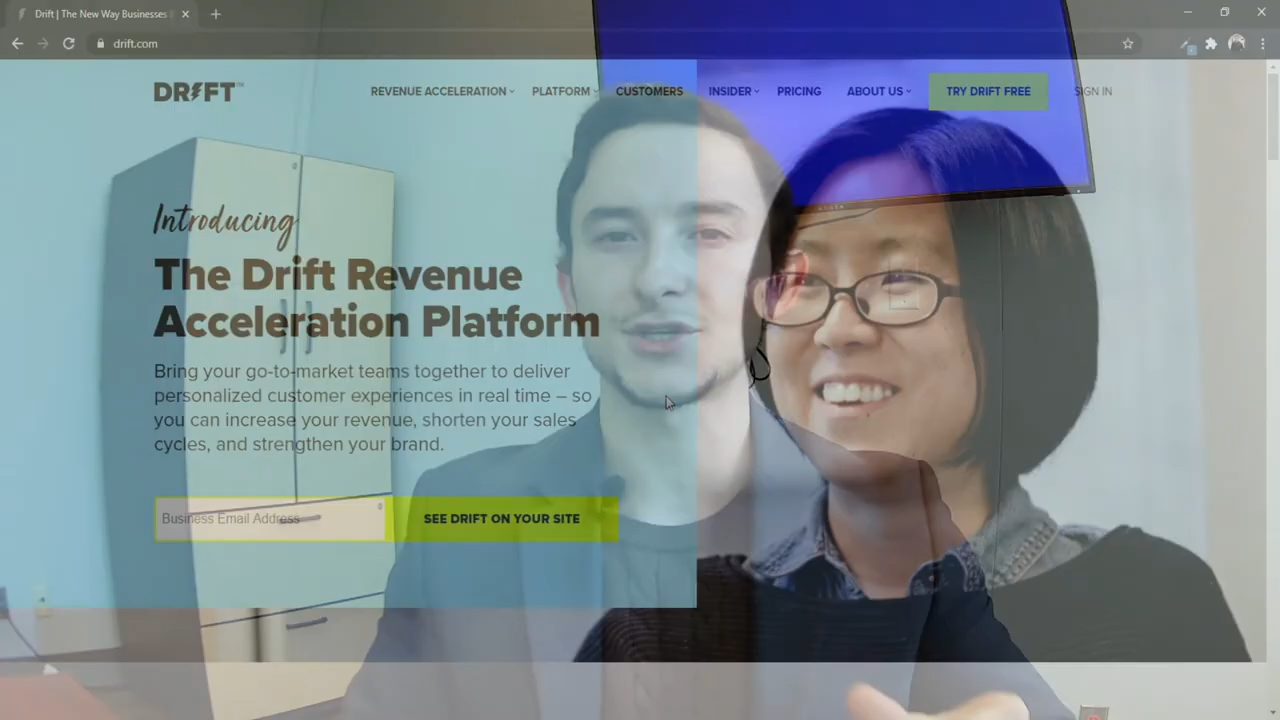 Drift | The New Way Businesses
drift.com
DRIFT™
REVENUE ACCELERATION
PLATFORM
CUSTOMERS
INSIDER
PRICING
ABOUT US
TRY DRIFT FREE
SIGN IN
Introducing
The Drift Revenue
Acceleration Platform
Bring your go-to-market teams together to deliver
personalized customer experiences in real time – so
you can increase your revenue, shorten your sales
cycles, and strengthen your brand.
Business Email Address
SEE DRIFT ON YOUR SITE